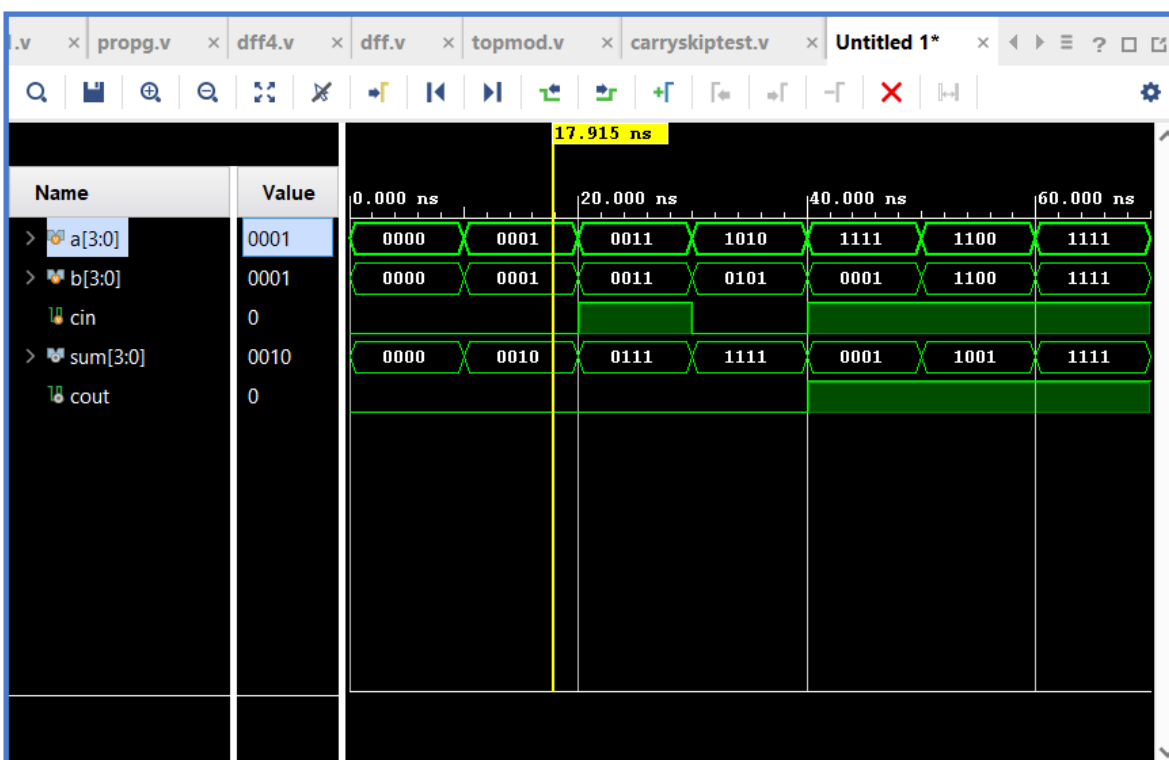 l.v × propg.v × dff4.v × dff.v × topmod.v × carryskiptest.v × Untitled 1* × ?
17.915 ns
Name Value 0.000 ns 20.000 ns 40.000 ns 60.000 ns
a[3:0] 0001 0000 0001 0011 1010 1111 1100 1111
b[3:0] 0001 0000 0001 0011 0101 0001 1100 1111
cin 0
sum[3:0] 0010 0000 0010 0111 1111 0001 1001 1111
cout 0